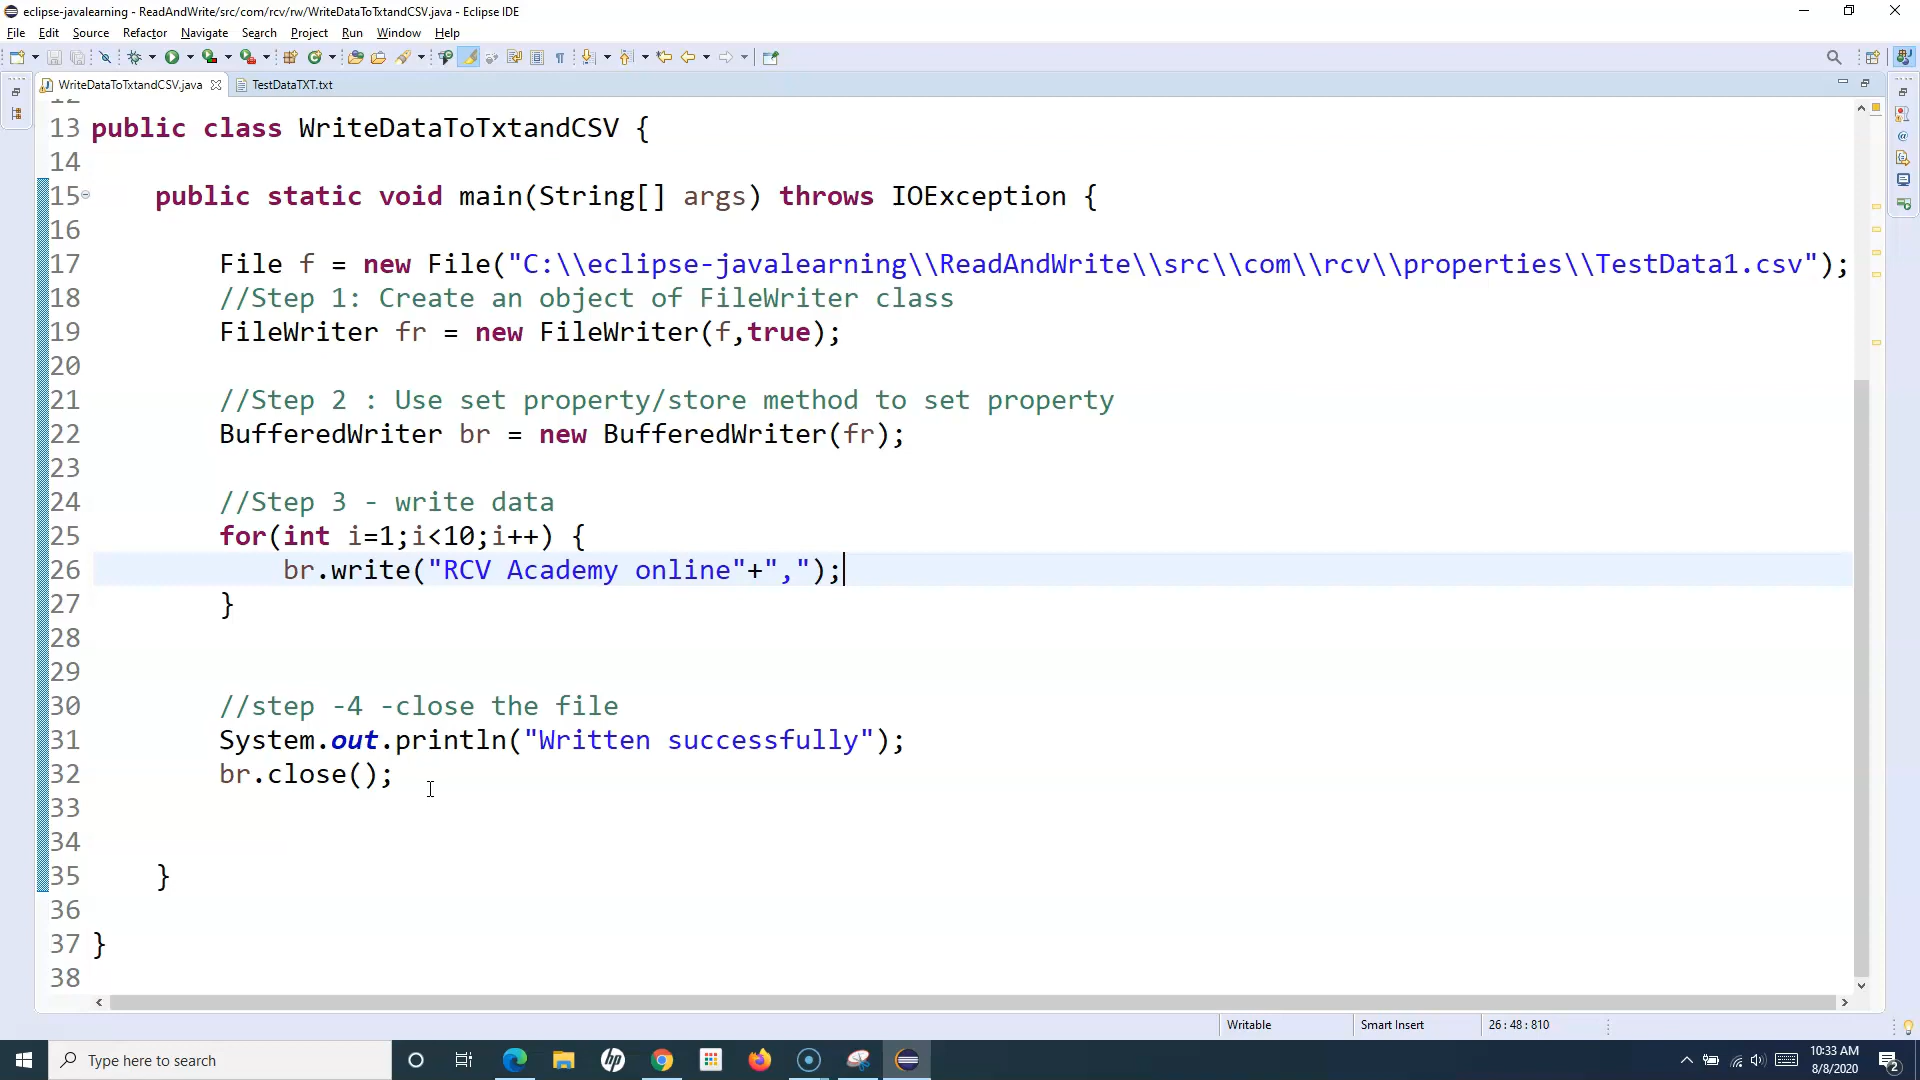 eclipse-javalearning - ReadAndWrite/src/com/rcv/rw/WriteDataToTxtandCSV.java - Eclipse IDE
File Edit Source Refactor Navigate Search Project Run Window Help
WriteDataToTxtandCSV.java TestDataTXT.txt
13 public class WriteDataToTxtandCSV {
14
15 public static void main(String[] args) throws IOException {
16
17 File f = new File("C:\\eclipse-javalearning\\ReadAndWrite\\src\\com\\rcv\\properties\\TestData1.csv");
18 //Step 1: Create an object of FileWriter class
19 FileWriter fr = new FileWriter(f,true);
20
21 //Step 2 : Use set property/store method to set property
22 BufferedWriter br = new BufferedWriter(fr);
23
24 //Step 3 - write data
25 for(int i=1;i<10;i++) {
26 br.write("RCV Academy online"+",");
27 }
28
29
30 //step -4 -close the file
31 System.out.println("Written successfully");
32 br.close();
33
34
35 }
36
37 }
38
Writable Smart Insert 26 : 48 : 810
Type here to search
10:33 AM
8/8/2020
2